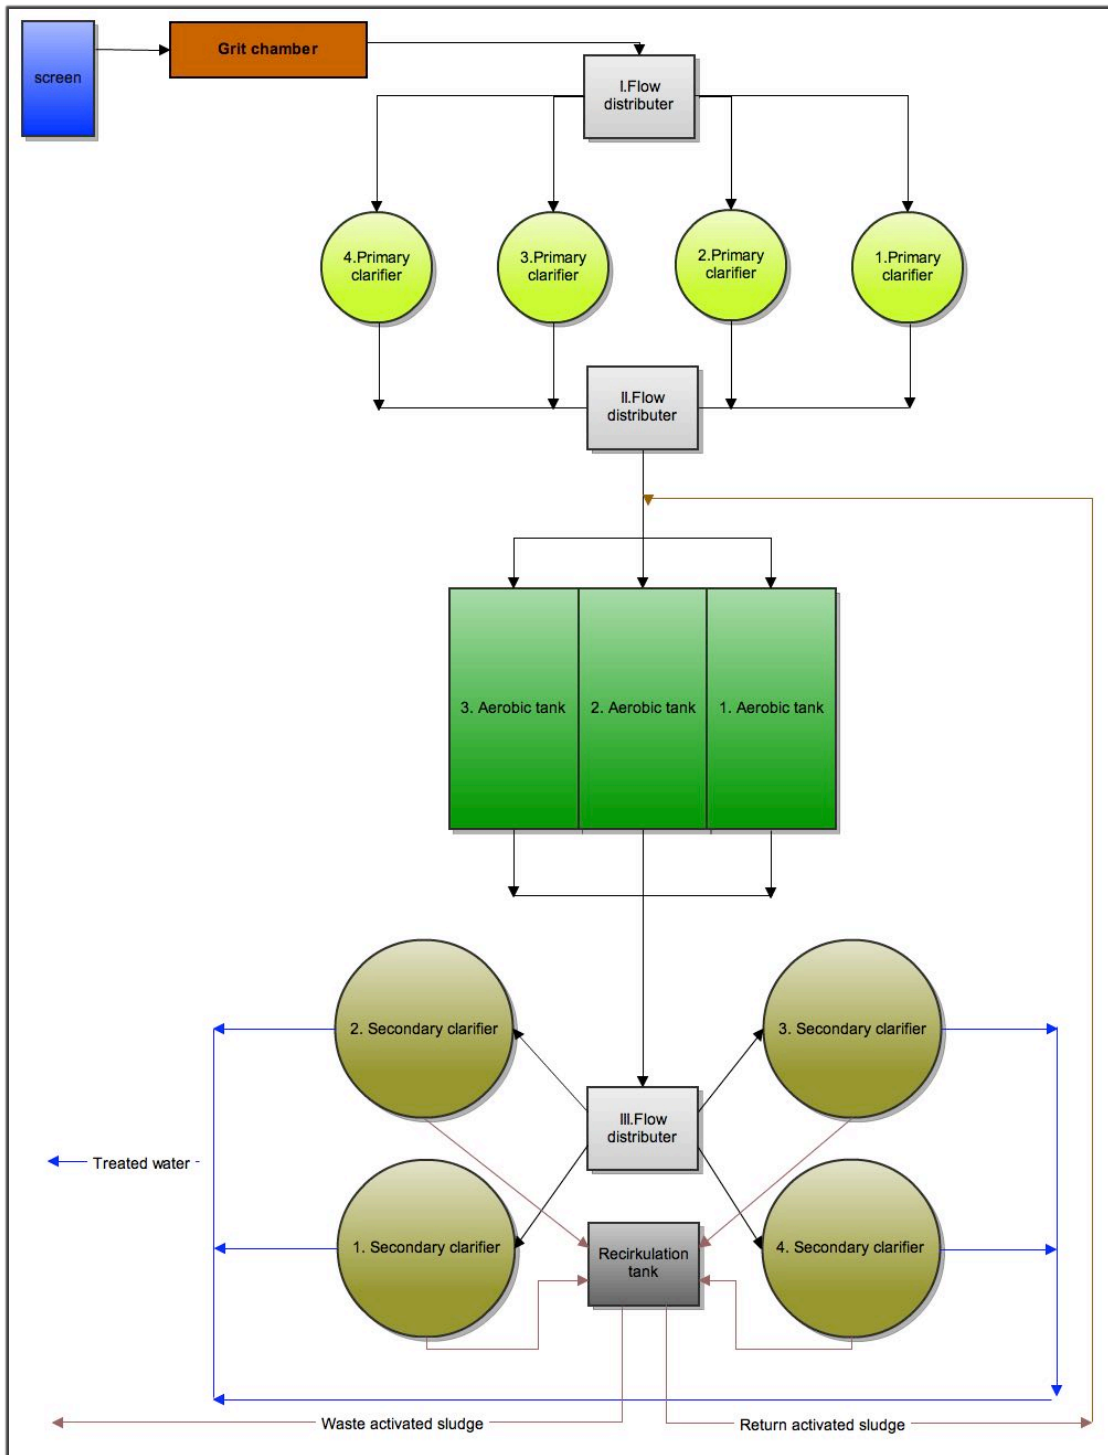 screen
Grit chamber
I.Flow
distributer
4.Primary
clarifier
3.Primary
clarifier
2.Primary
clarifier
1.Primary
clarifier
II.Flow
distributer
3. Aerobic tank
2. Aerobic tank
1. Aerobic tank
2. Secondary clarifier
3. Secondary clarifier
III.Flow
distributer
Treated water
1. Secondary clarifier
Recirkulation
tank
4. Secondary clarifier
Waste activated sludge
Return activated sludge